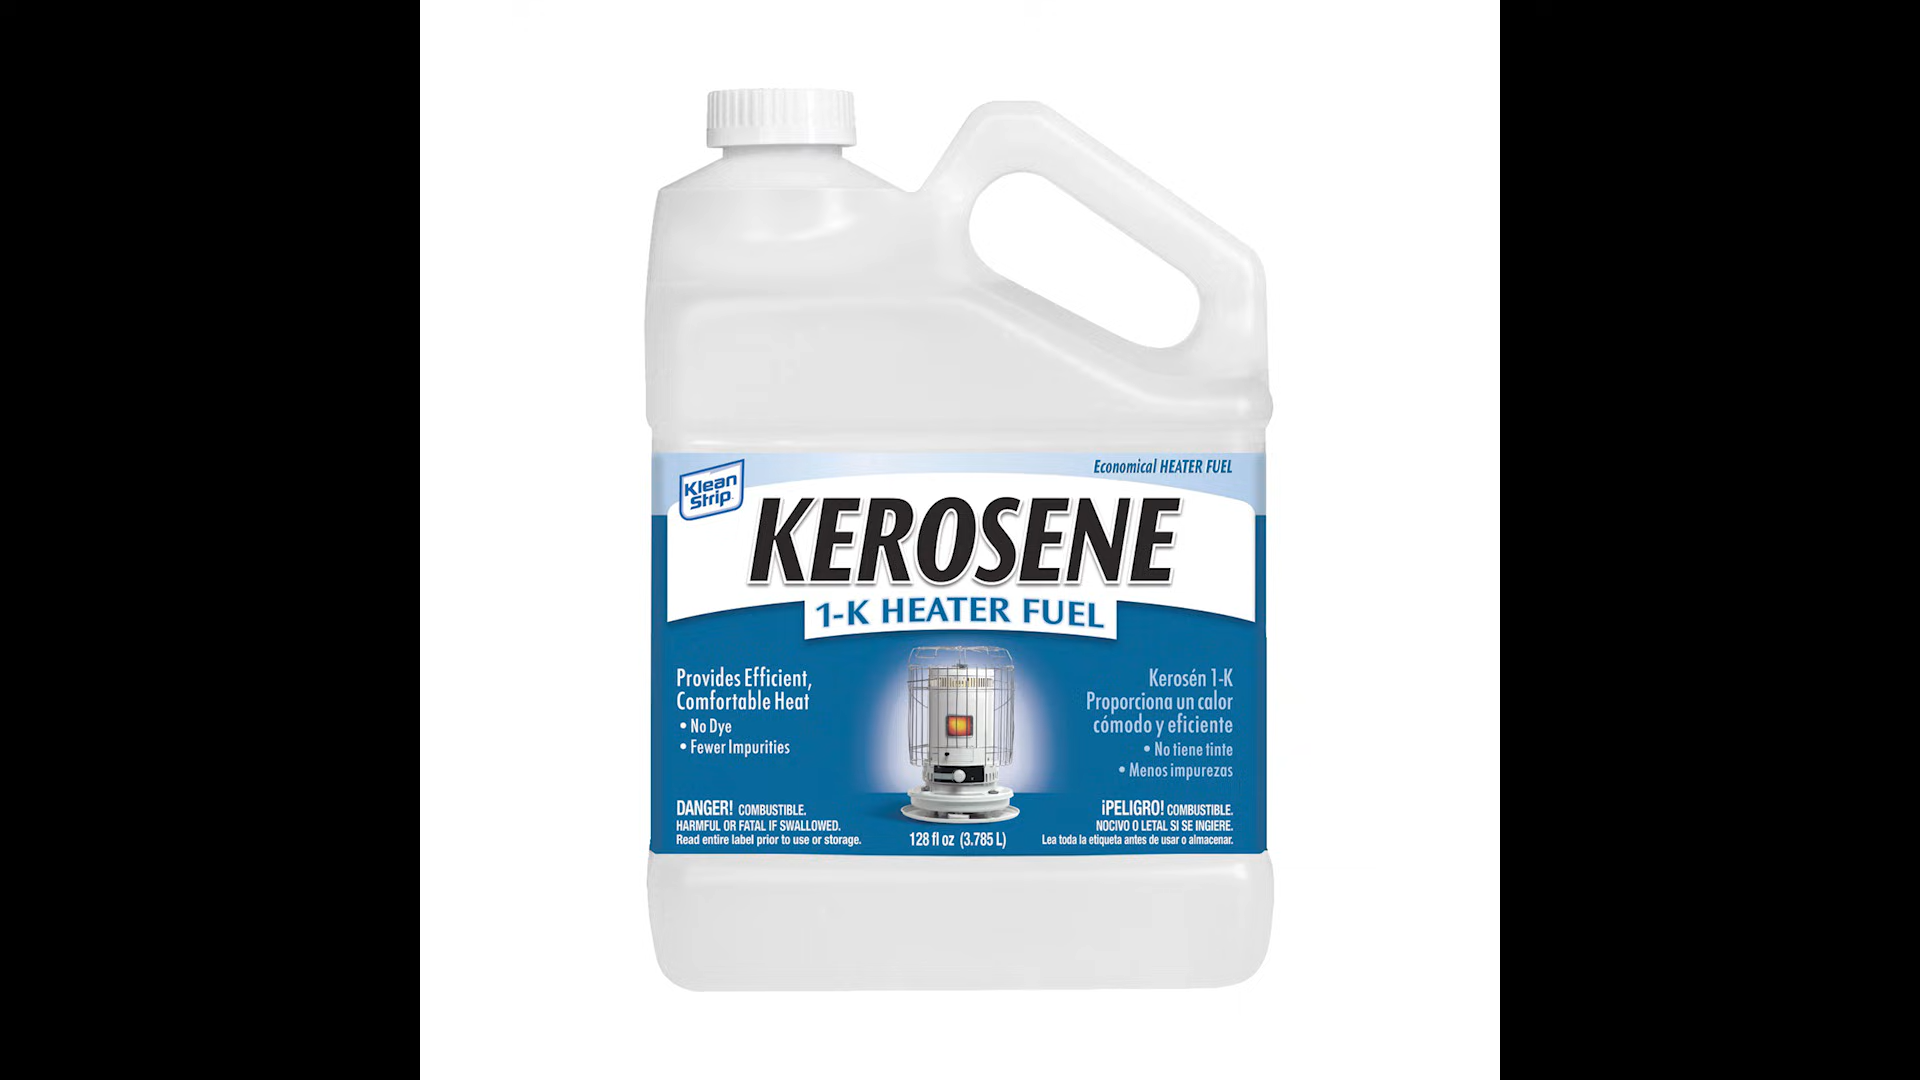 Economical HEATER FUEL
Klean
Strip
KEROSENE
1-K HEATER FUEL
Provides Efficient,
Comfortable Heat
• No Dye
• Fewer Impurities
Kerosén 1-K
Proporciona un calor
cómodo y eficiente
• No tiene tinte
• Menos impurezas
DANGER! COMBUSTIBLE.
HARMFUL OR FATAL IF SWALLOWED.
Read entire label prior to use or storage.
128 fl oz (3.785 L)
¡PELIGRO! COMBUSTIBLE.
NOCIVO O LETAL SI SE INGIERE.
Lea toda la etiqueta antes de usar o almacenar.